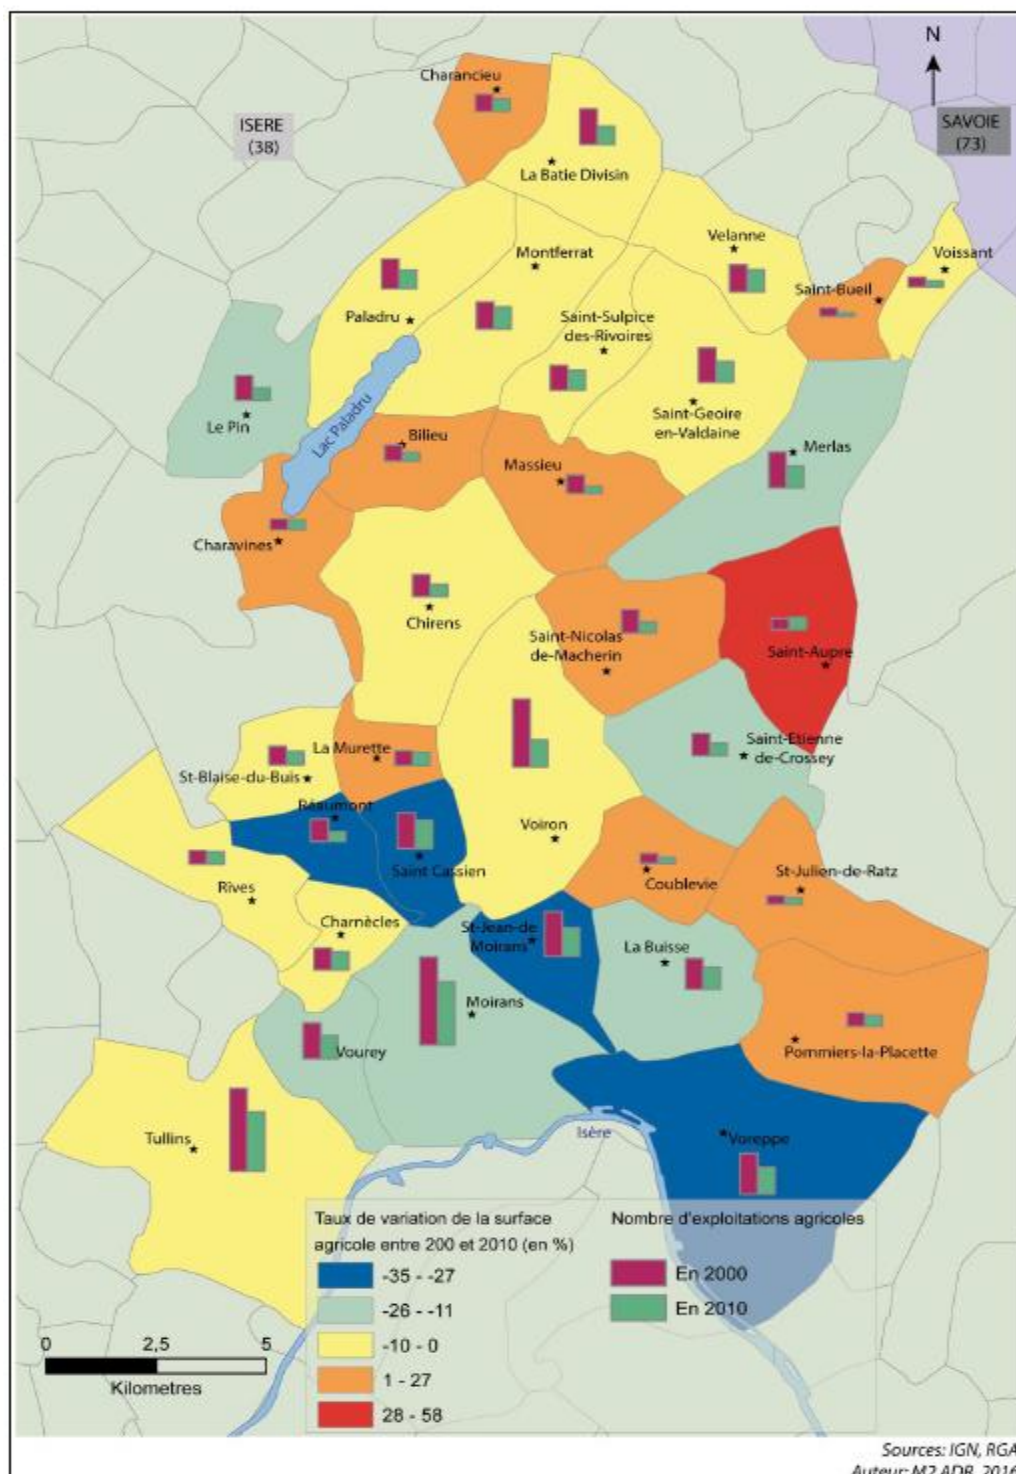 N
Charancieu
ISERE
(38)
SAVOIE
(73)
La Batie Divisin
Velanne
Voissant
Montferrat
Saint-Bueil
Paladru
Saint-Sulpice
des-Rivoires
Lac Paladru
Saint-Geoire
en-Valdaine
Le Pin
Bilieu
Merlas
Massieu
Charavines
Chirens
Saint-Nicolas
de-Macherin
Saint-Aupre
La Murette
Saint-Etienne
de-Crossey
St-Blaise-du-Buis
Réaumont
Voiron
Saint Cassien
Coublevie
St-Julien-de-Ratz
Rives
Charnècles
St-Jean-de
Moirans
La Buisse
Moirans
Vourey
Pommiers-la-Placette
Tullins
Isère
Voreppe
Taux de variation de la surface
agricole entre 200 et 2010 (en %)
-35 - -27
-26 - -11
-10 - 0
1 - 27
28 - 58
Nombre d'exploitations agricoles
En 2000
En 2010
0 2,5 5
Kilometres
Sources: IGN, RGA
Auteur: M2 ADR, 2016